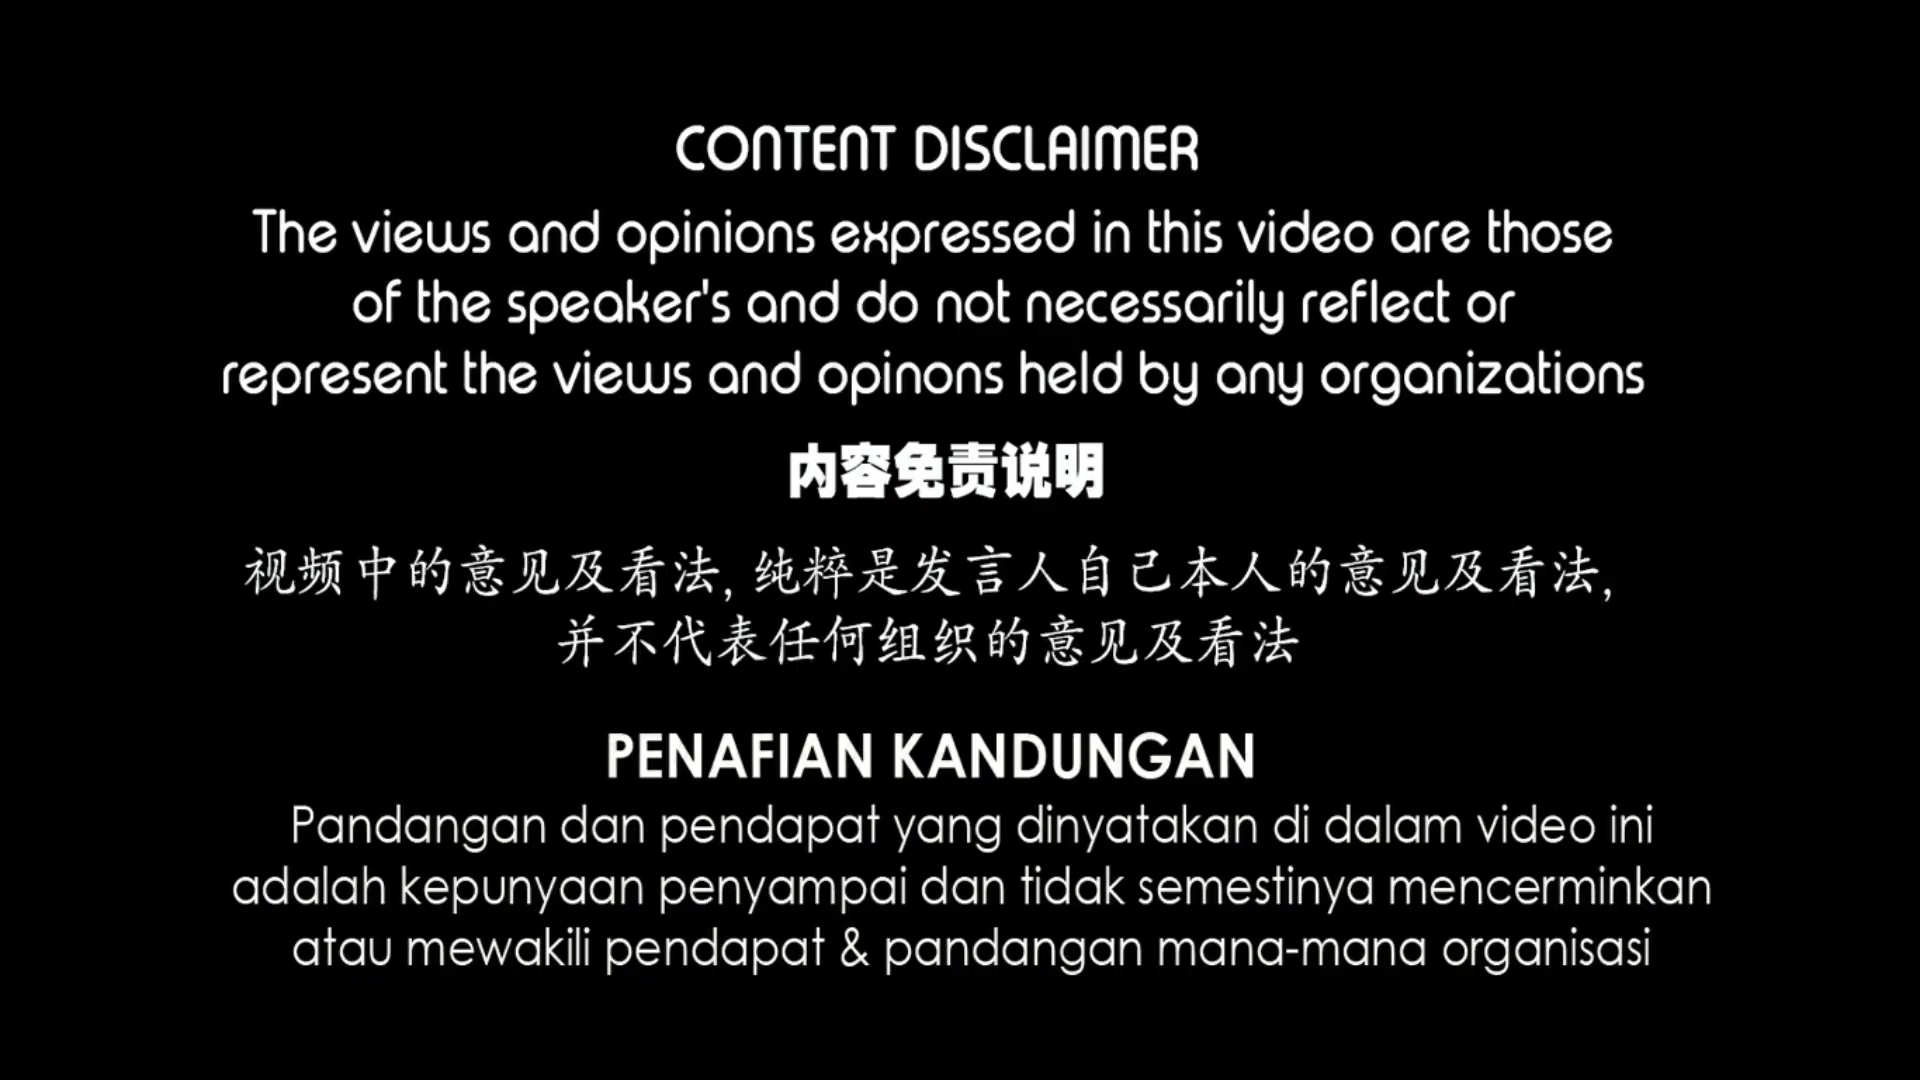 CONTENT DISCLAIMER
The views and opinions expressed in this video are those
of the speaker's and do not necessarily reflect or
represent the views and opinons held by any organizations
内容免责说明
视频中的意见及看法, 纯粹是发言人自己本人的意见及看法,
并不代表任何组织的意见及看法
PENAFIAN KANDUNGAN
Pandangan dan pendapat yang dinyatakan di dalam video ini
adalah kepunyaan penyampai dan tidak semestinya mencerminkan
atau mewakili pendapat & pandangan mana-mana organisasi